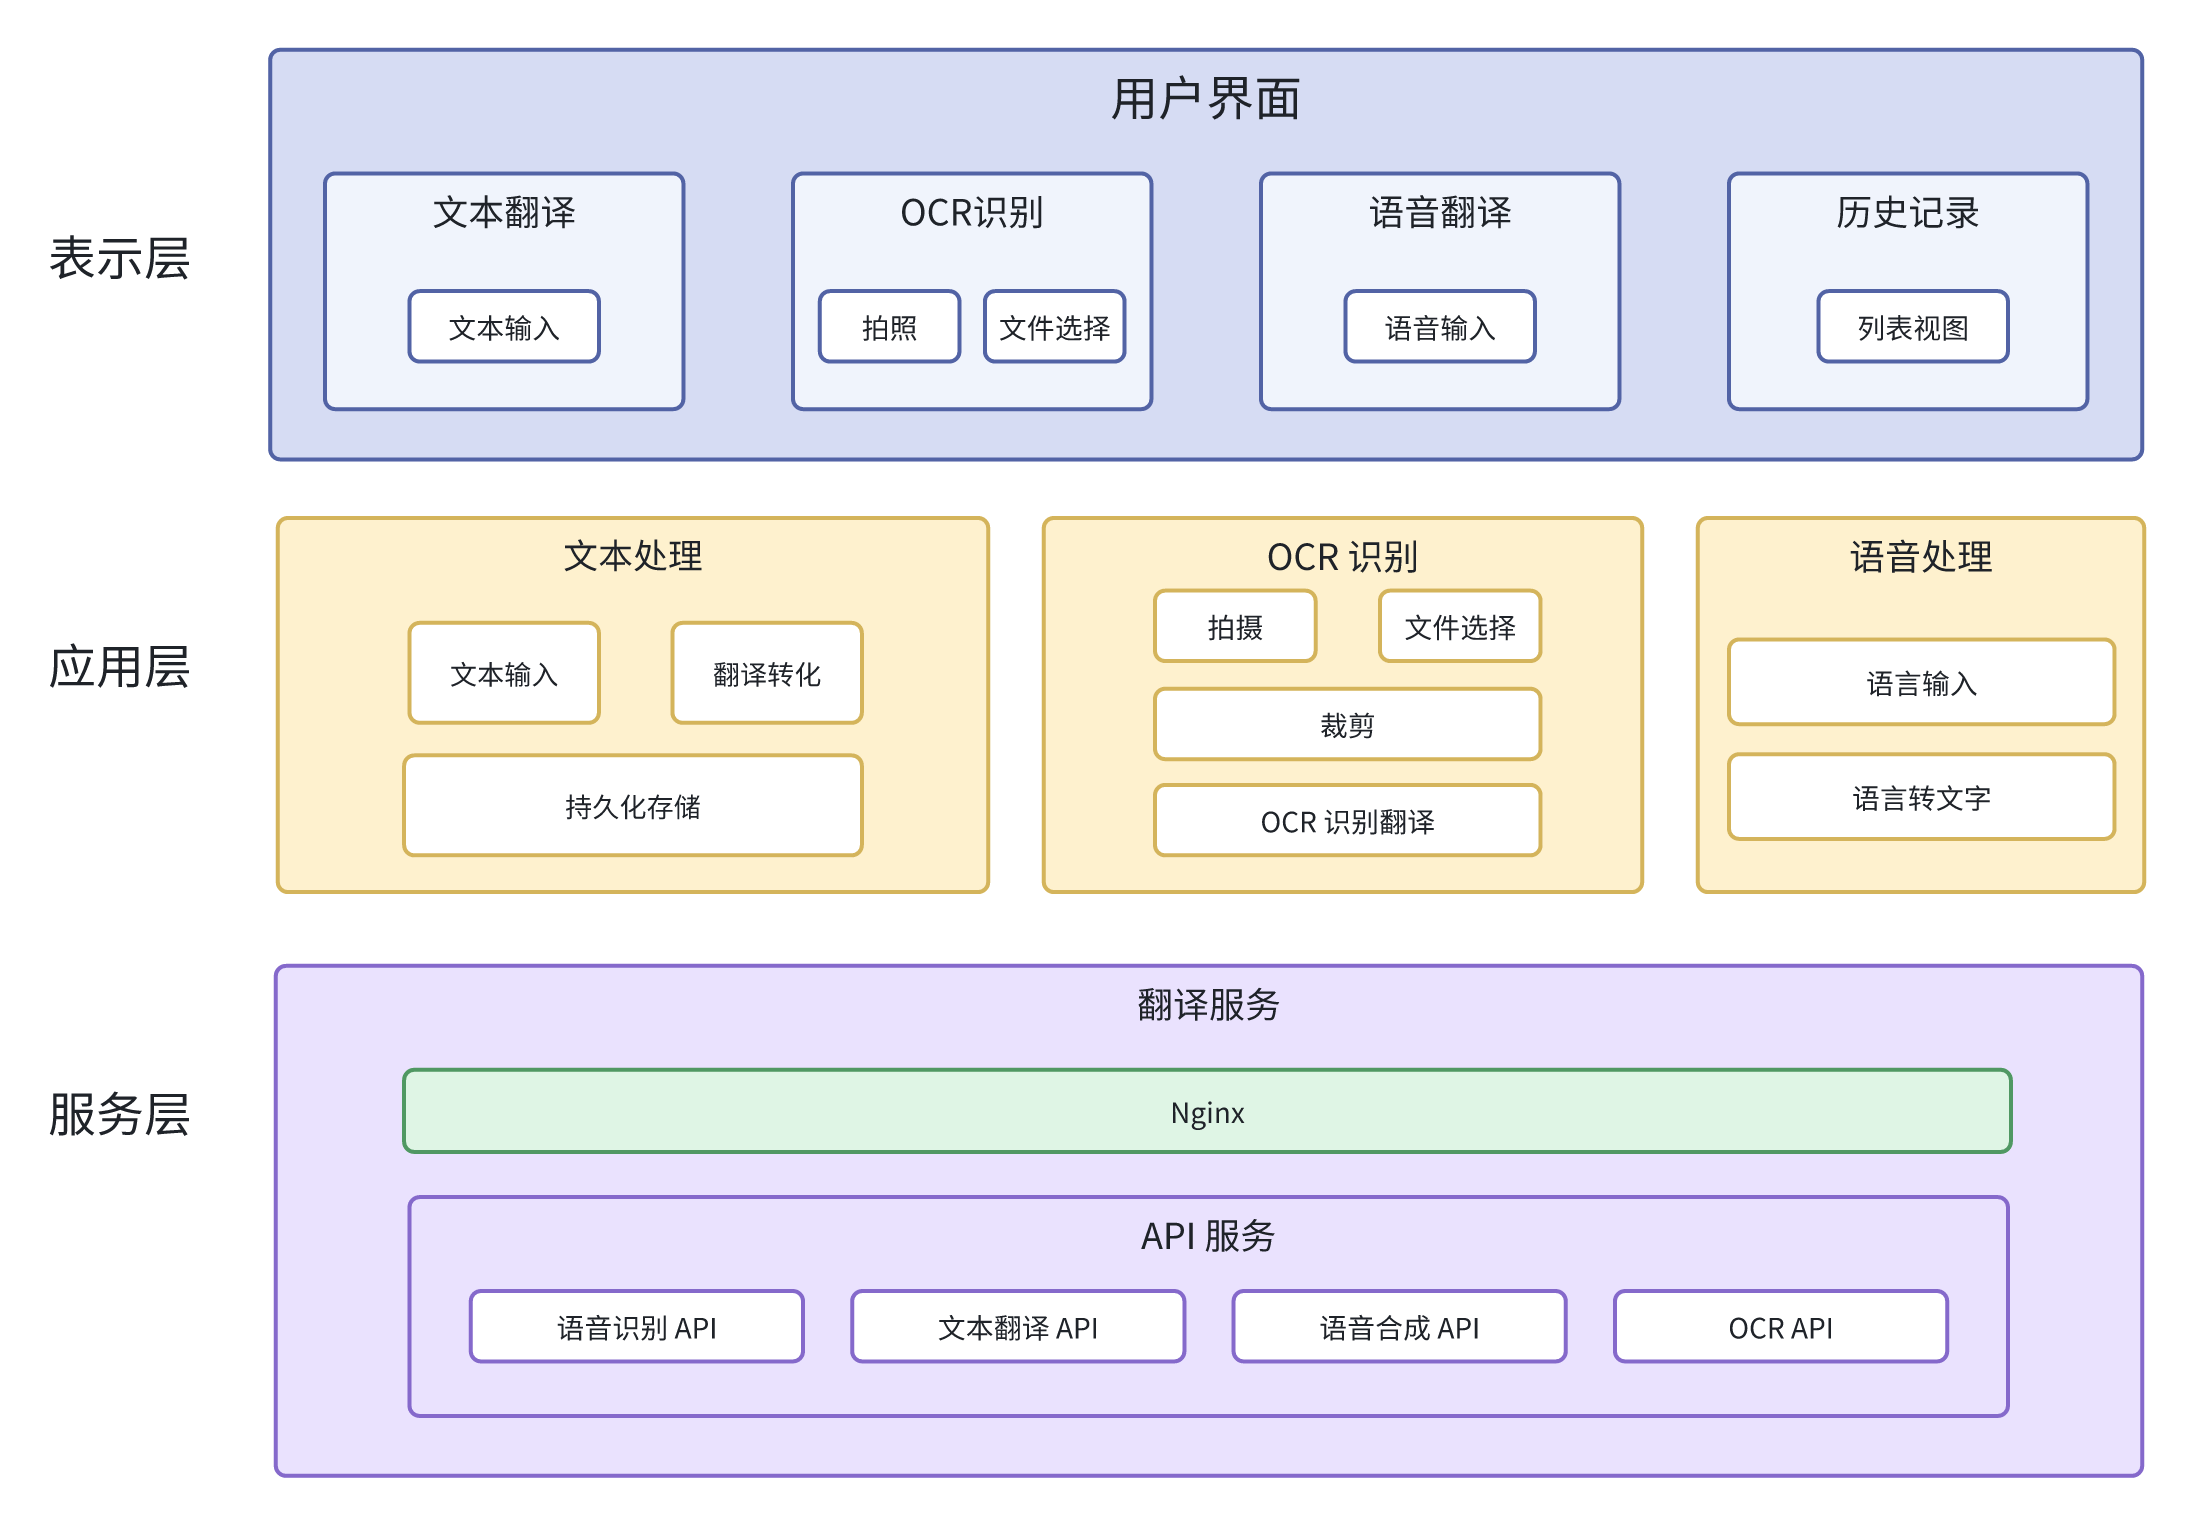 用户界面
表示层
文本翻译
文本输入
OCR识别
拍照
文件选择
语音翻译
语音输入
历史记录
列表视图
应用层
文本处理
文本输入
翻译转化
持久化存储
OCR 识别
拍摄
文件选择
裁剪
OCR 识别翻译
语音处理
语言输入
语言转文字
服务层
翻译服务
Nginx
API 服务
语音识别 API
文本翻译 API
语音合成 API
OCR API